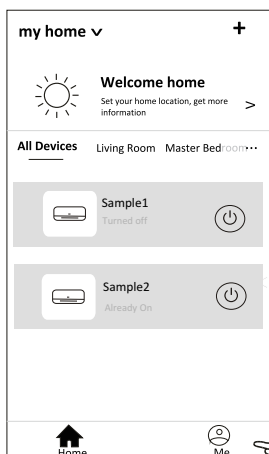 my home
Welcome home
Set your home location, get more
information
All Devices Living Room Master Bedroom
Sample1
Turned off
Sample2
Already On
Home Me